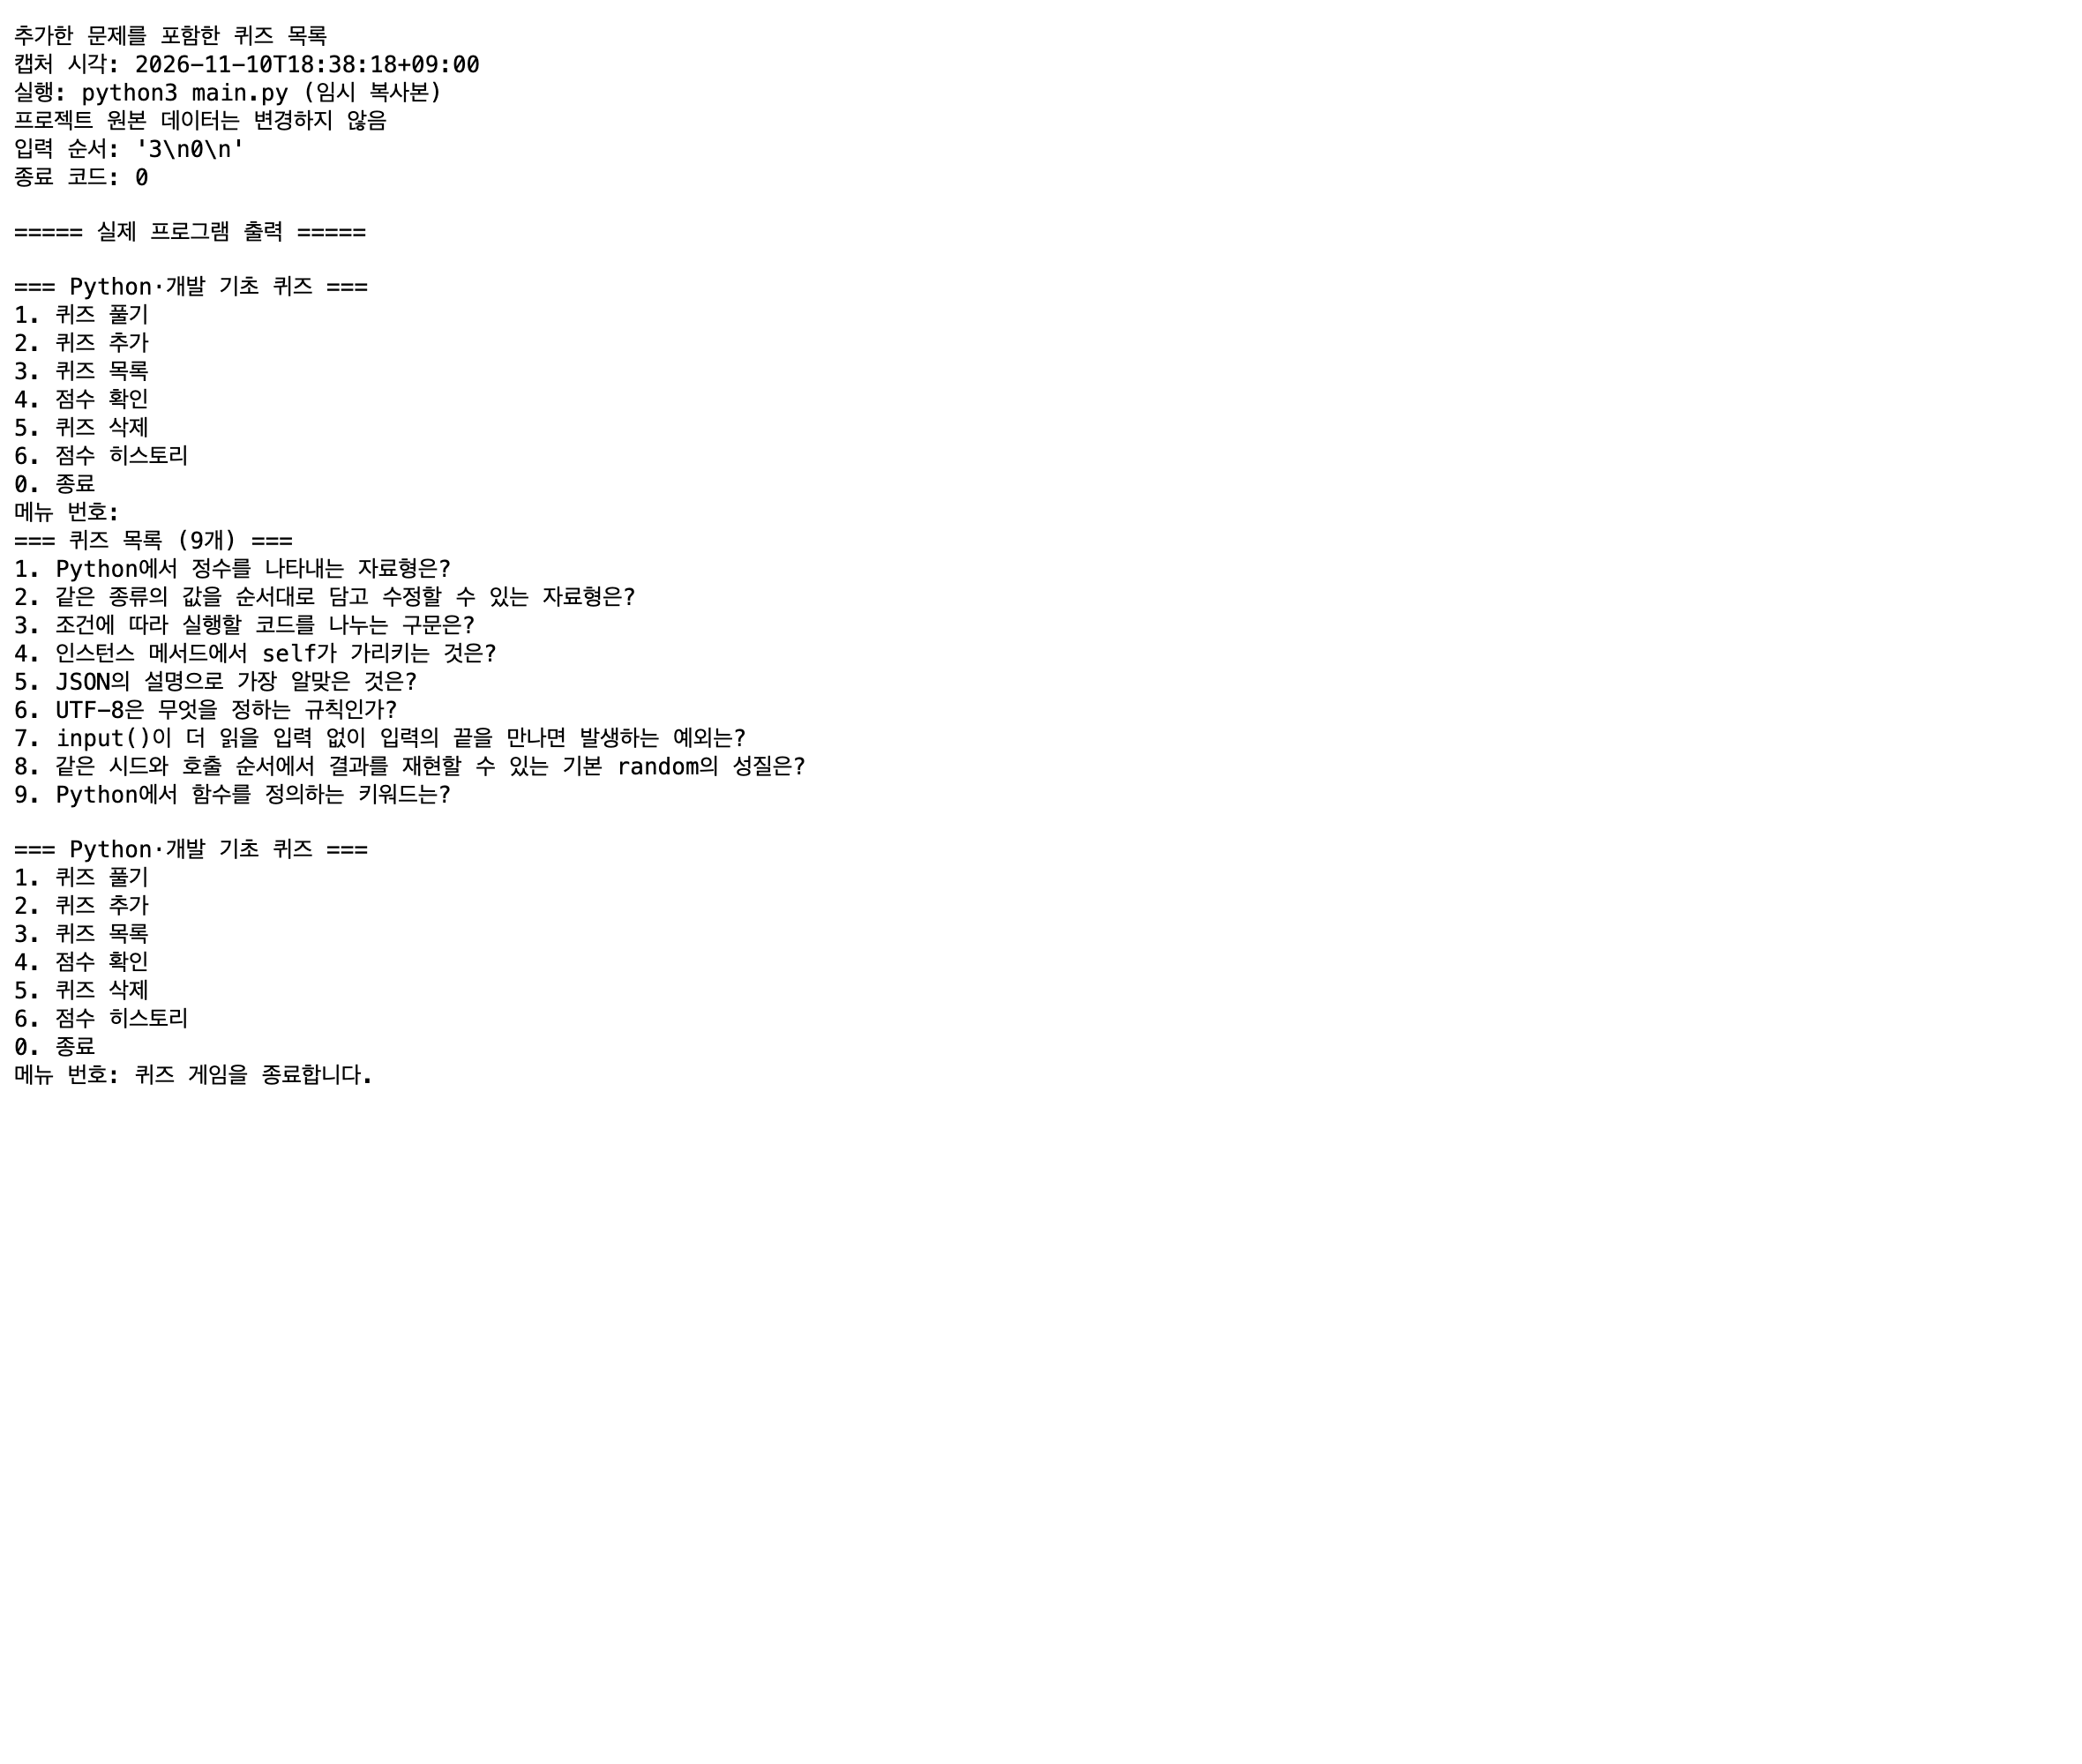 추가한 문제를 포함한 퀴즈 목록
캡처 시각: 2026-11-10T18:38:18+09:00
실행: python3 main.py (임시 복사본)
프로젝트 원본 데이터는 변경하지 않음
입력 순서: '3\n0\n'
종료 코드: 0
===== 실제 프로그램 출력 =====
=== Python·개발 기초 퀴즈 ===
1. 퀴즈 풀기
2. 퀴즈 추가
3. 퀴즈 목록
4. 점수 확인
5. 퀴즈 삭제
6. 점수 히스토리
0. 종료
메뉴 번호:
=== 퀴즈 목록 (9개) ===
1. Python에서 정수를 나타내는 자료형은?
2. 같은 종류의 값을 순서대로 담고 수정할 수 있는 자료형은?
3. 조건에 따라 실행할 코드를 나누는 구문은?
4. 인스턴스 메서드에서 self가 가리키는 것은?
5. JSON의 설명으로 가장 알맞은 것은?
6. UTF-8은 무엇을 정하는 규칙인가?
7. input()이 더 읽을 입력 없이 입력의 끝을 만나면 발생하는 예외는?
8. 같은 시드와 호출 순서에서 결과를 재현할 수 있는 기본 random의 성질은?
9. Python에서 함수를 정의하는 키워드는?
=== Python·개발 기초 퀴즈 ===
1. 퀴즈 풀기
2. 퀴즈 추가
3. 퀴즈 목록
4. 점수 확인
5. 퀴즈 삭제
6. 점수 히스토리
0. 종료
메뉴 번호: 퀴즈 게임을 종료합니다.